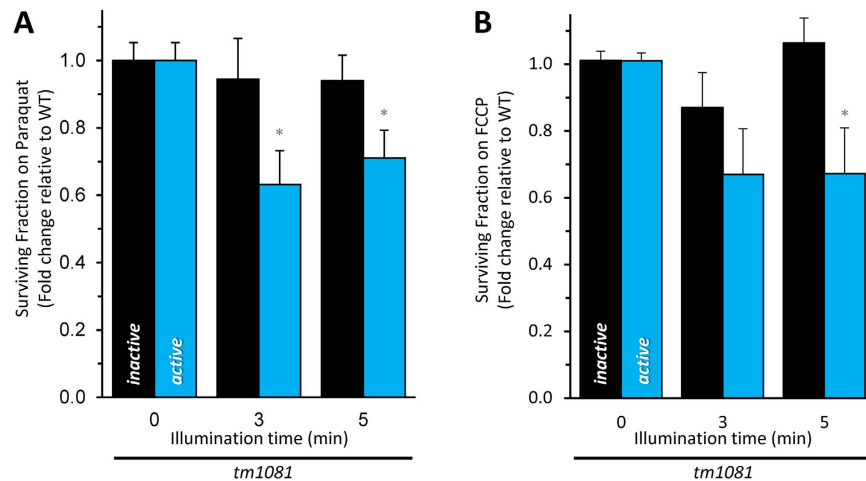 A
Surviving Fraction on Paraquat
(Fold change relative to WT)
1.0
0.8
0.6
0.4
0.2
0.0
*
*
inactive
active
0
3
5
Illumination time (min)
tm1081
B
Surviving Fraction on FCCP
(Fold change relative to WT)
1.0
0.8
0.6
0.4
0.2
0.0
*
inactive
active
0
3
5
Illumination time (min)
tm1081